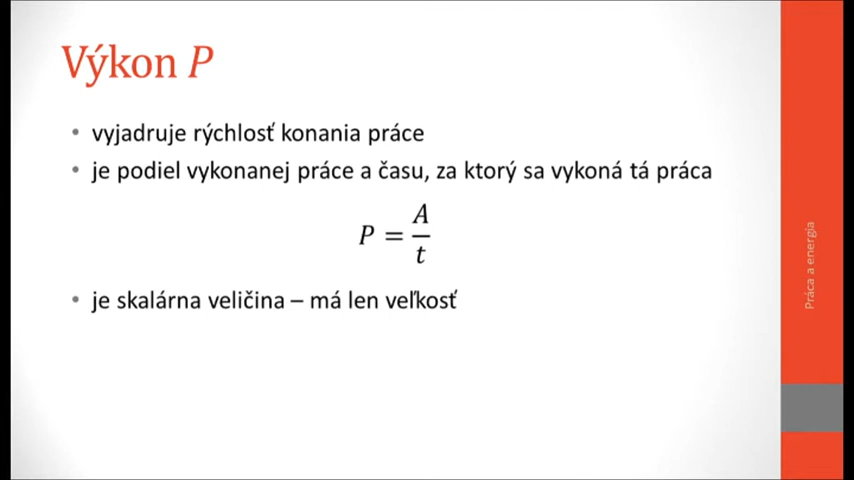 Výkon P
• vyjadruje rýchlosť konania práce
• je podiel vykonanej práce a času, za ktorý sa vykoná tá práca
P = A/t
• je skalárna veličina – má len veľkosť
Práca a energia